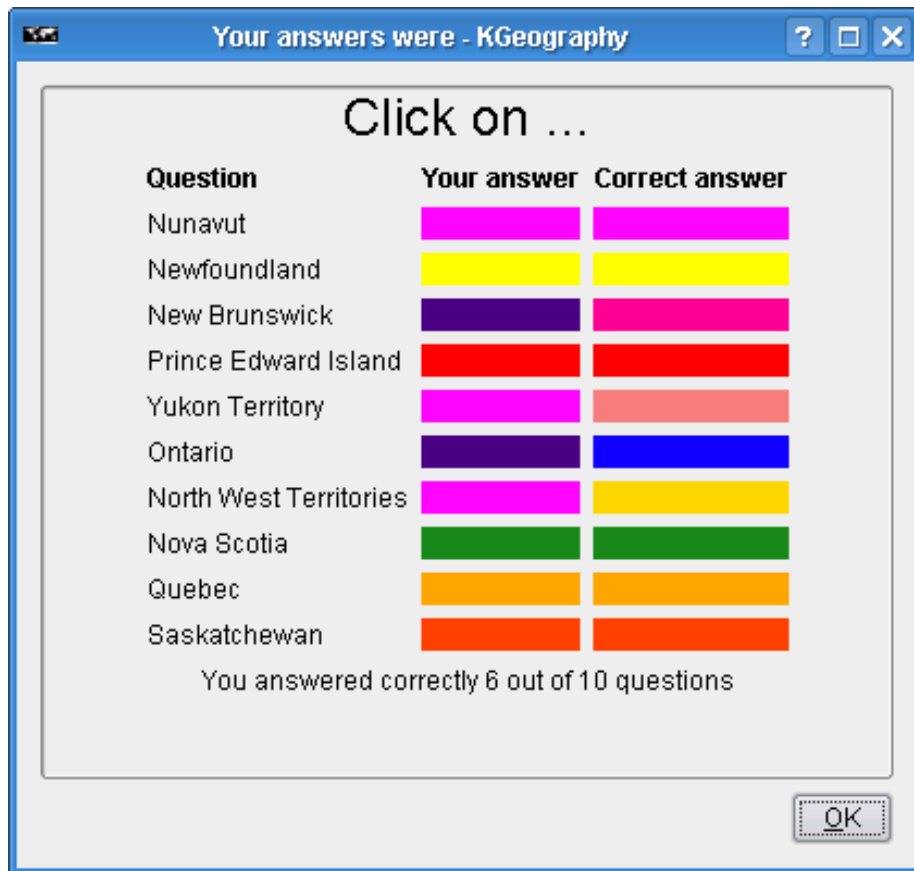 Your answers were - KGeography
?
Click on ...
Question Your answer Correct answer
Nunavut
Newfoundland
New Brunswick
Prince Edward Island
Yukon Territory
Ontario
North West Territories
Nova Scotia
Quebec
Saskatchewan
You answered correctly 6 out of 10 questions
OK